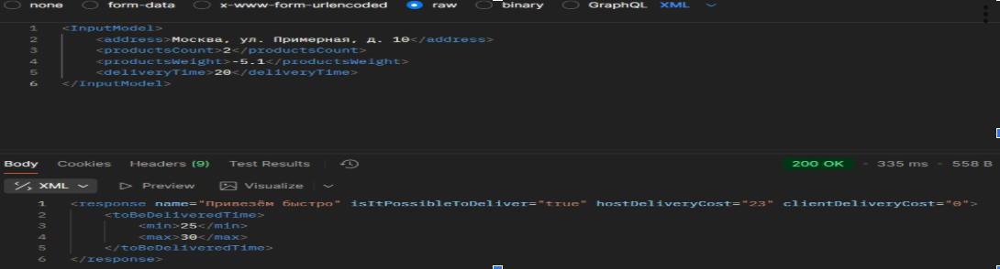 none form-data x-www-form-urlencoded raw binary GraphQL XML
1 <InputModel>
2 <address>Москва, ул. Примерная, д. 10</address>
3 <productsCount>2</productsCount>
4 <productsWeight>-5.1</productsWeight>
5 <deliveryTime>20</deliveryTime>
6 </InputModel>
Body Cookies Headers (9) Test Results 200 OK • 335 ms • 558 B
XML Preview Visualize
1 <response name="Привезём быстро" isItPossibleToDeliver="true" hostDeliveryCost="23" clientDeliveryCost="0">
2 <toBeDeliveredTime>
3 <min>25</min>
4 <max>30</max>
5 </toBeDeliveredTime>
6 </response>